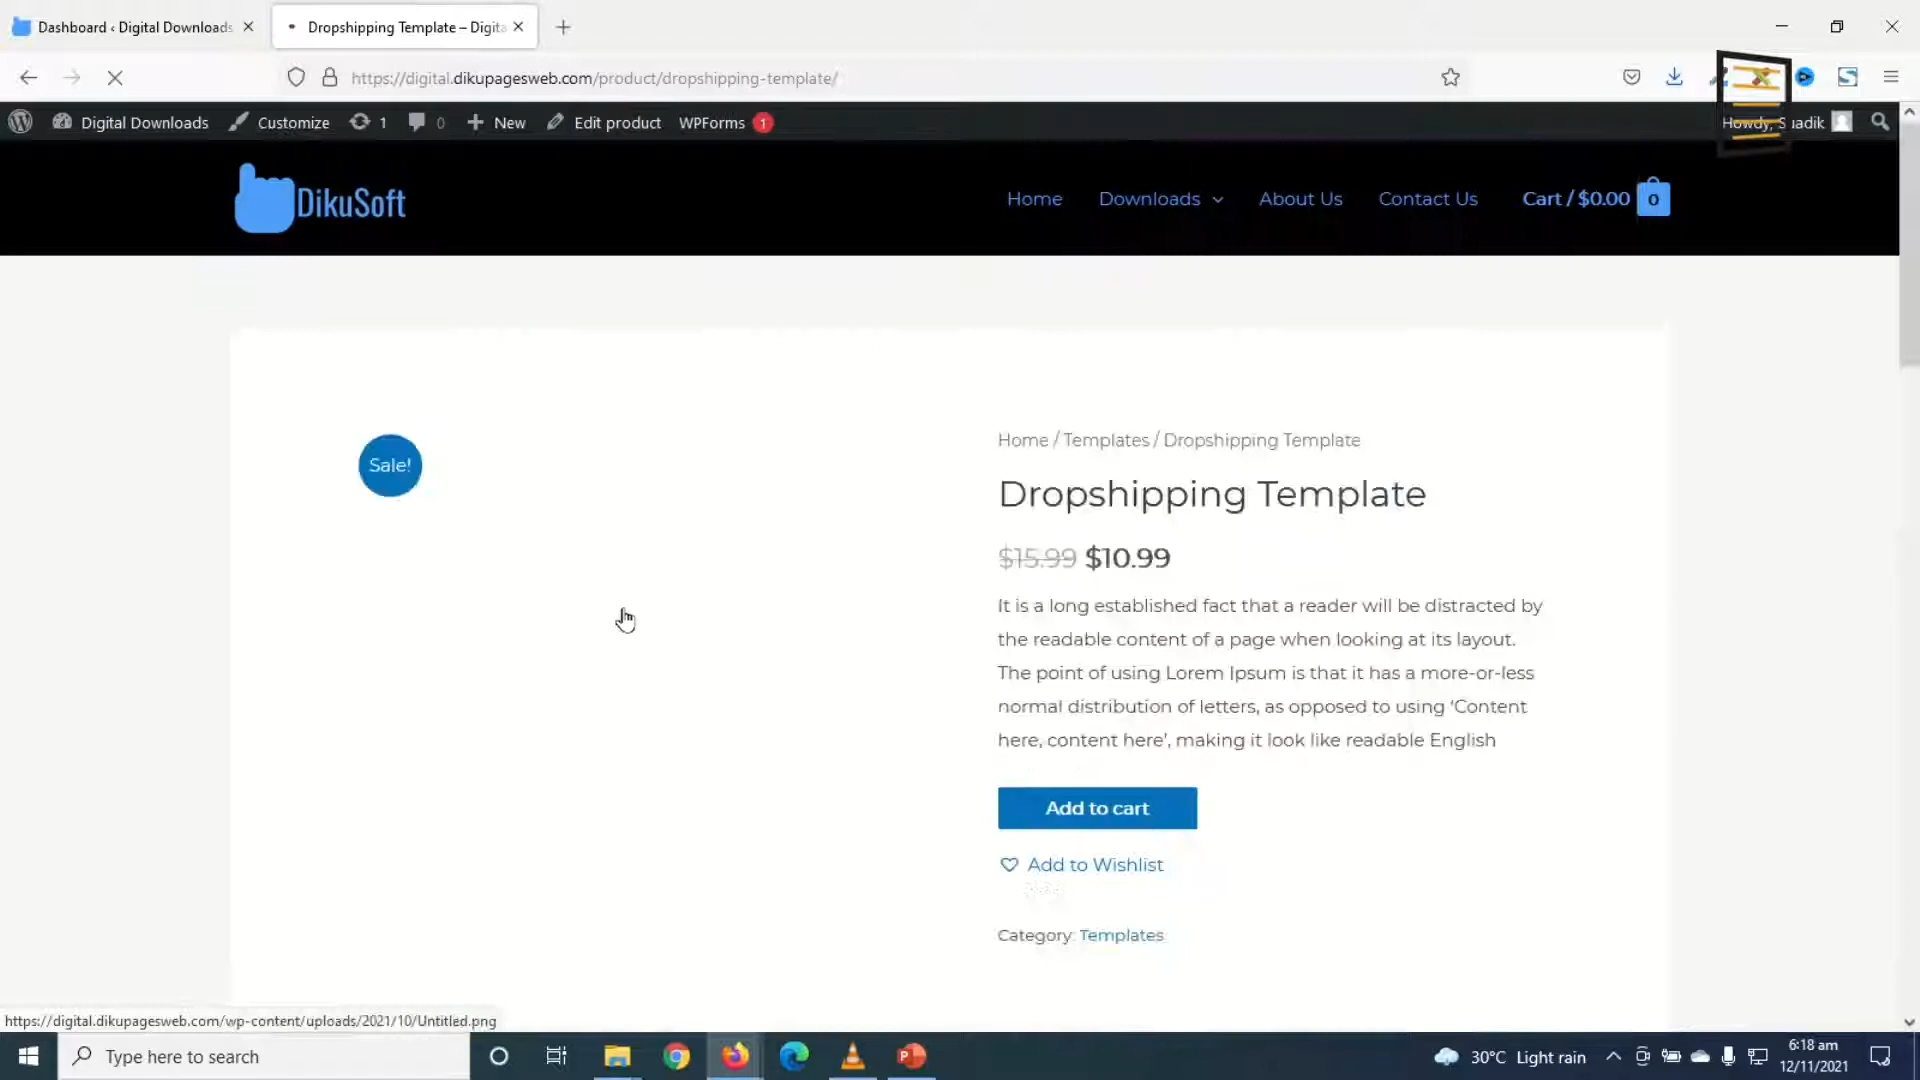 Dashboard ‹ Digital Downloads
Dropshipping Template – Digita
https://digital.dikupagesweb.com/product/dropshipping-template/
Digital Downloads
Customize
1
0
New
Edit product
WPForms 1
Howdy, Suadik
DikuSoft
Home
Downloads
About Us
Contact Us
Cart / $0.00 0
Sale!
Home / Templates / Dropshipping Template
Dropshipping Template
$15.99 $10.99
It is a long established fact that a reader will be distracted by
the readable content of a page when looking at its layout.
The point of using Lorem Ipsum is that it has a more-or-less
normal distribution of letters, as opposed to using ‘Content
here, content here’, making it look like readable English
Add to cart
Add to Wishlist
Category: Templates
https://digital.dikupagesweb.com/wp-content/uploads/2021/10/Untitled.png
Type here to search
30°C Light rain
6:18 am
12/11/2021